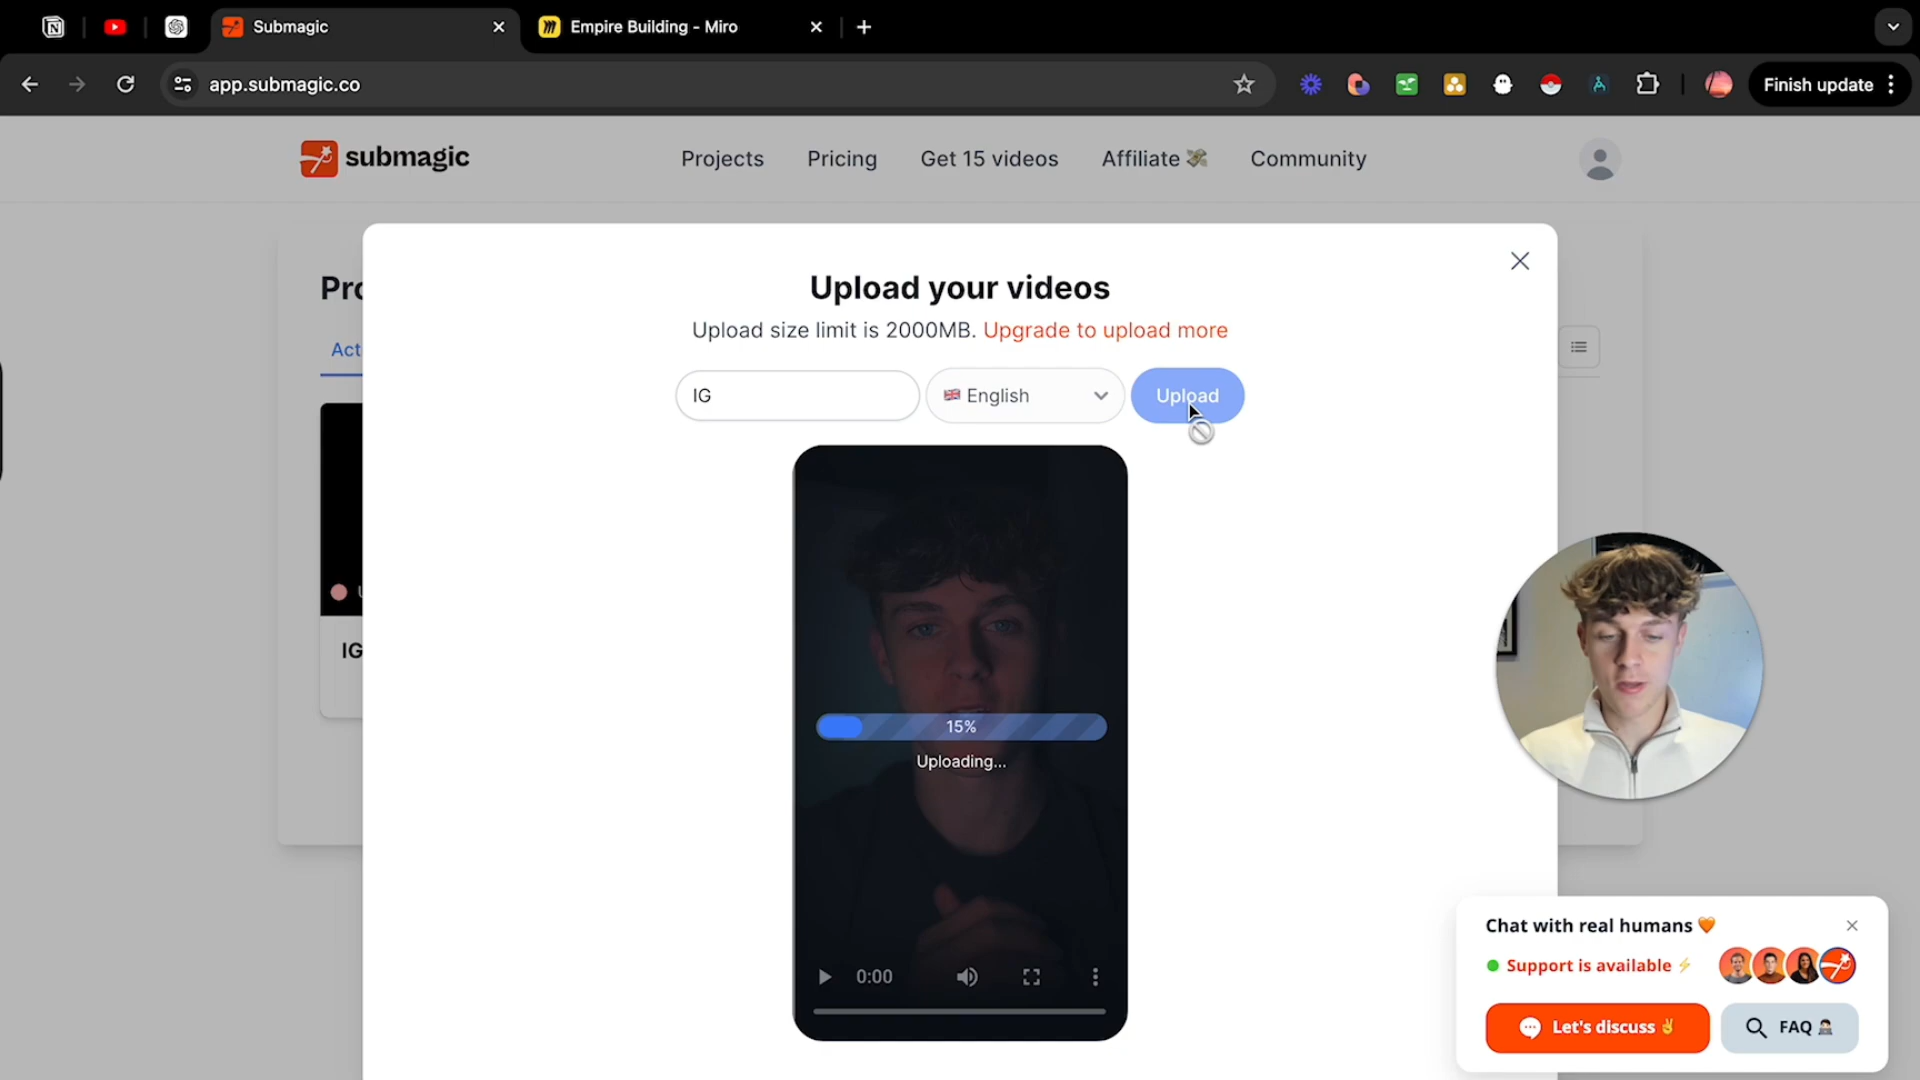 Submagic
Empire Building - Miro
app.submagic.co
Finish update
submagic
Projects
Pricing
Get 15 videos
Affiliate 💸
Community
Pro
Act
IG
Upload your videos
Upload size limit is 2000MB. Upgrade to upload more
IG
🇬🇧 English
Upload
15%
Uploading...
0:00
Chat with real humans 🧡
Support is available ⚡
Let's discuss ✌
FAQ